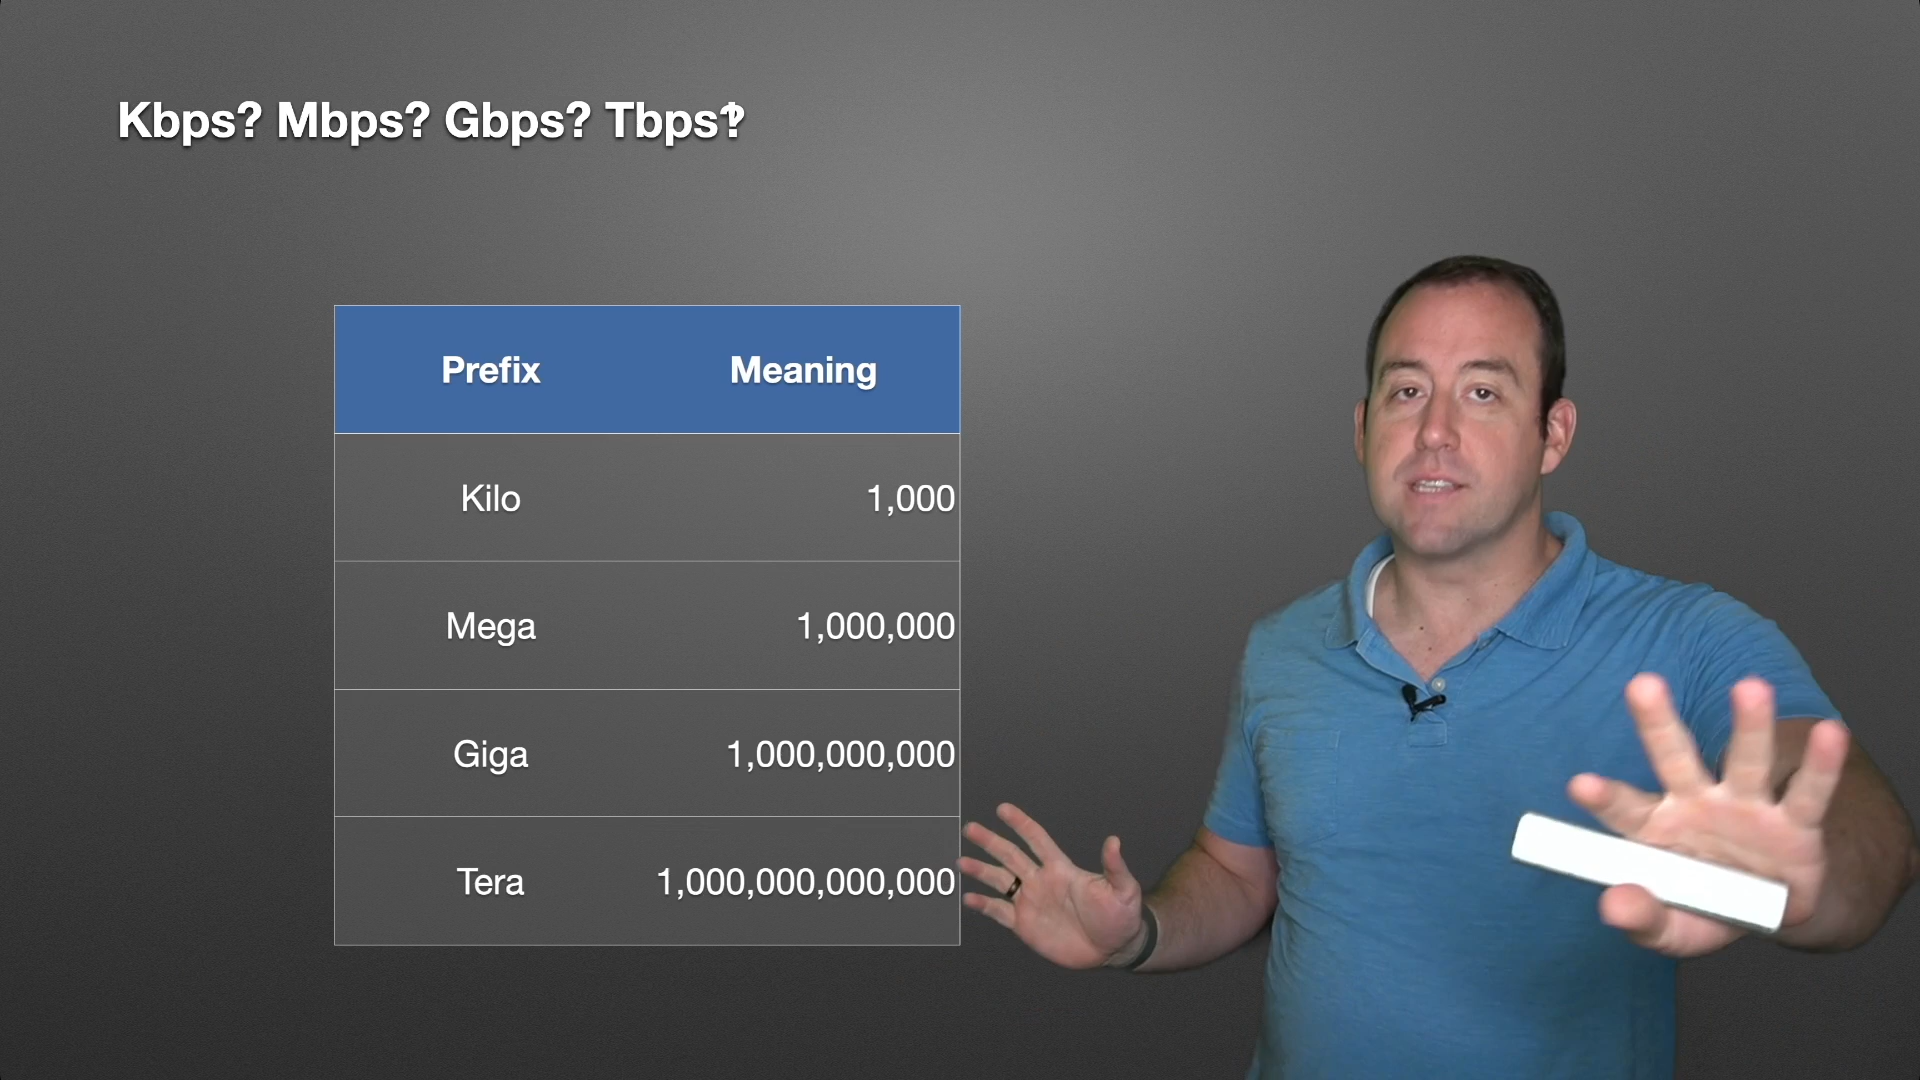 Kbps? Mbps? Gbps? Tbps‽
Prefix Meaning
Kilo 1,000
Mega 1,000,000
Giga 1,000,000,000
Tera 1,000,000,000,000